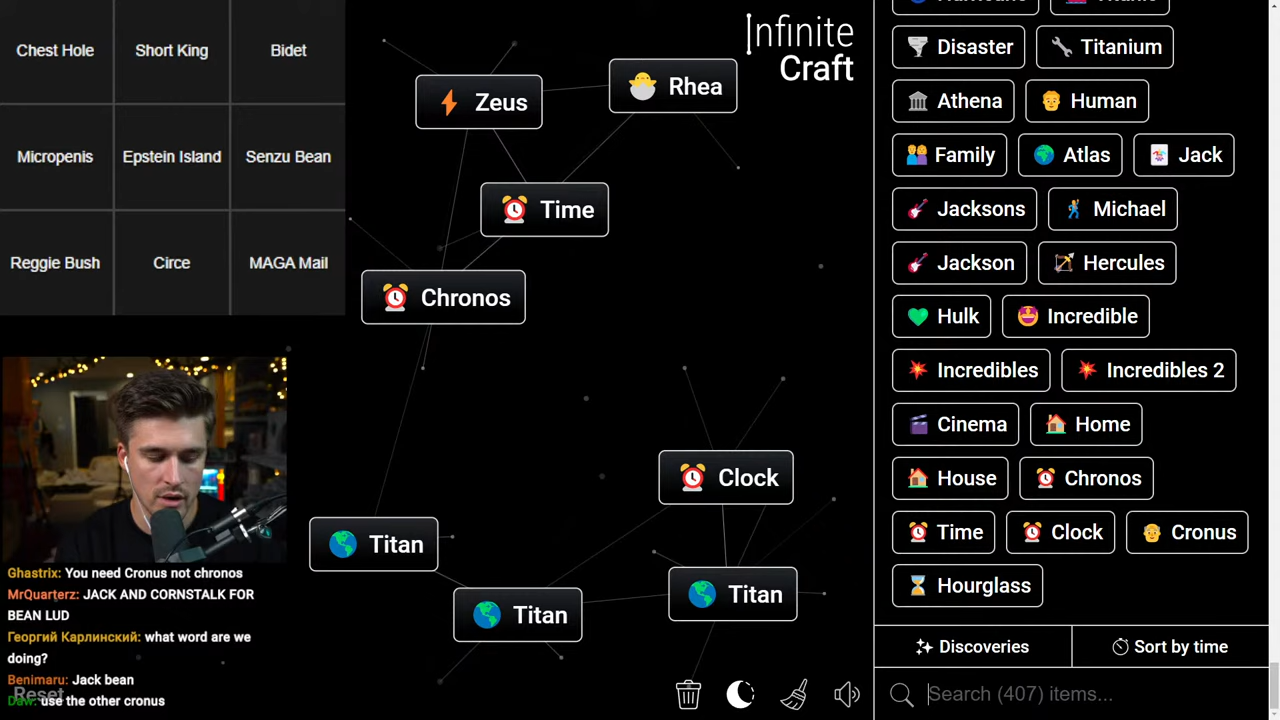 Chest Hole
Short King
Bidet
Micropenis
Epstein Island
Senzu Bean
Reggie Bush
Circe
MAGA Mail
Infinite
Craft
Zeus
Rhea
Time
Chronos
Clock
Titan
Titan
Titan
Disaster
Titanium
Athena
Human
Family
Atlas
Jack
Jacksons
Michael
Jackson
Hercules
Hulk
Incredible
Incredibles
Incredibles 2
Cinema
Home
House
Chronos
Time
Clock
Cronus
Hourglass
Discoveries
Sort by time
Search (407) items...
Ghastrix: You need Cronus not chronos
MrQuarterz: JACK AND CORNSTALK FOR
BEAN LUD
Георгий Карлинский: what word are we
doing?
Benimaru: Jack bean
Reset
use the other cronus